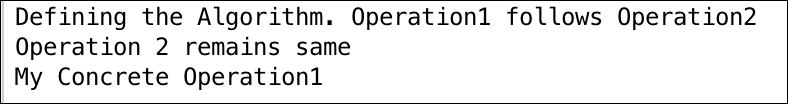 Defining the Algorithm. Operation1 follows Operation2
Operation 2 remains same
My Concrete Operation1